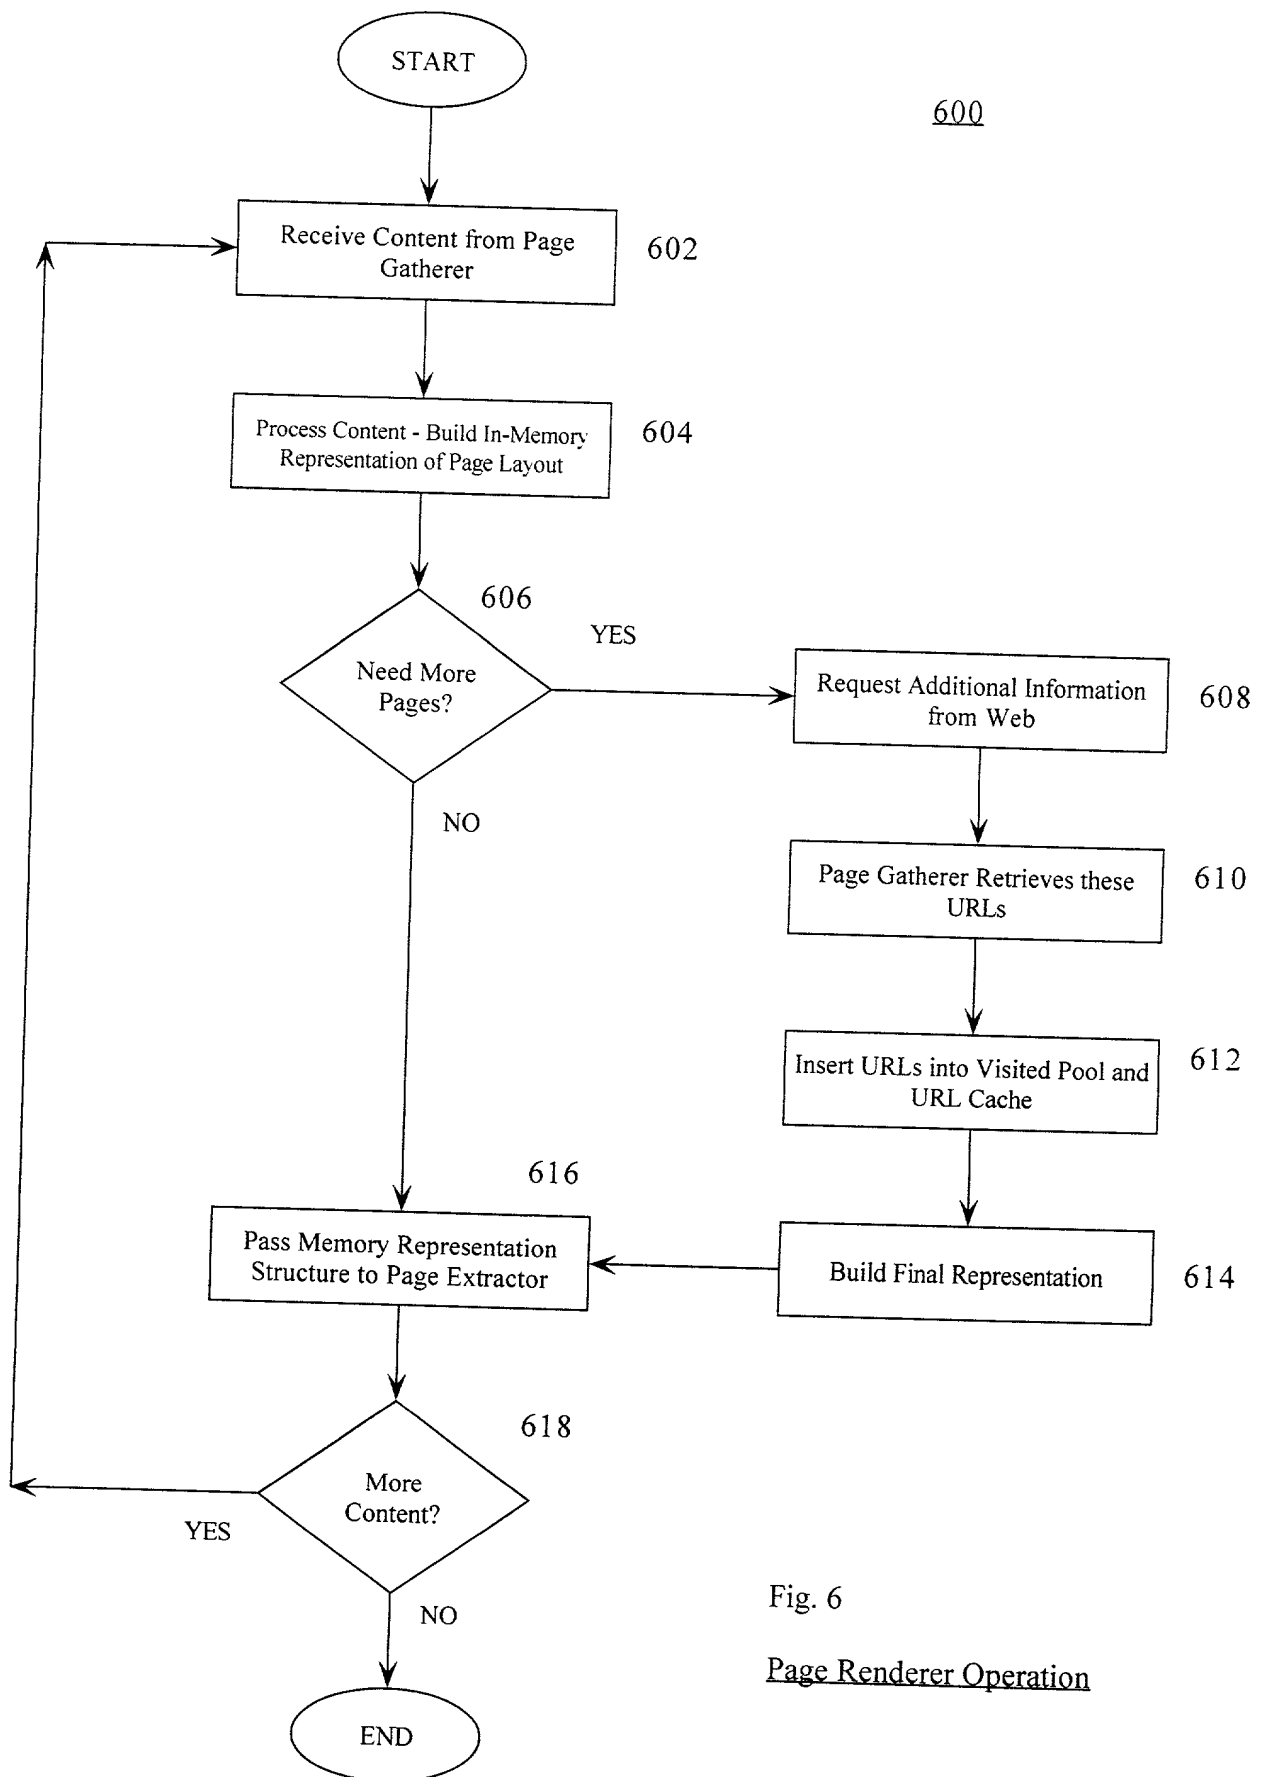 START
600
Receive Content from Page
Gatherer
602
Process Content - Build In-Memory
Representation of Page Layout
604
606
Need More
Pages?
YES
NO
Request Additional Information
from Web
608
Page Gatherer Retrieves these
URLs
610
Insert URLs into Visited Pool and
URL Cache
612
Build Final Representation
614
616
Pass Memory Representation
Structure to Page Extractor
618
More
Content?
YES
NO
END
Fig. 6
Page Renderer Operation